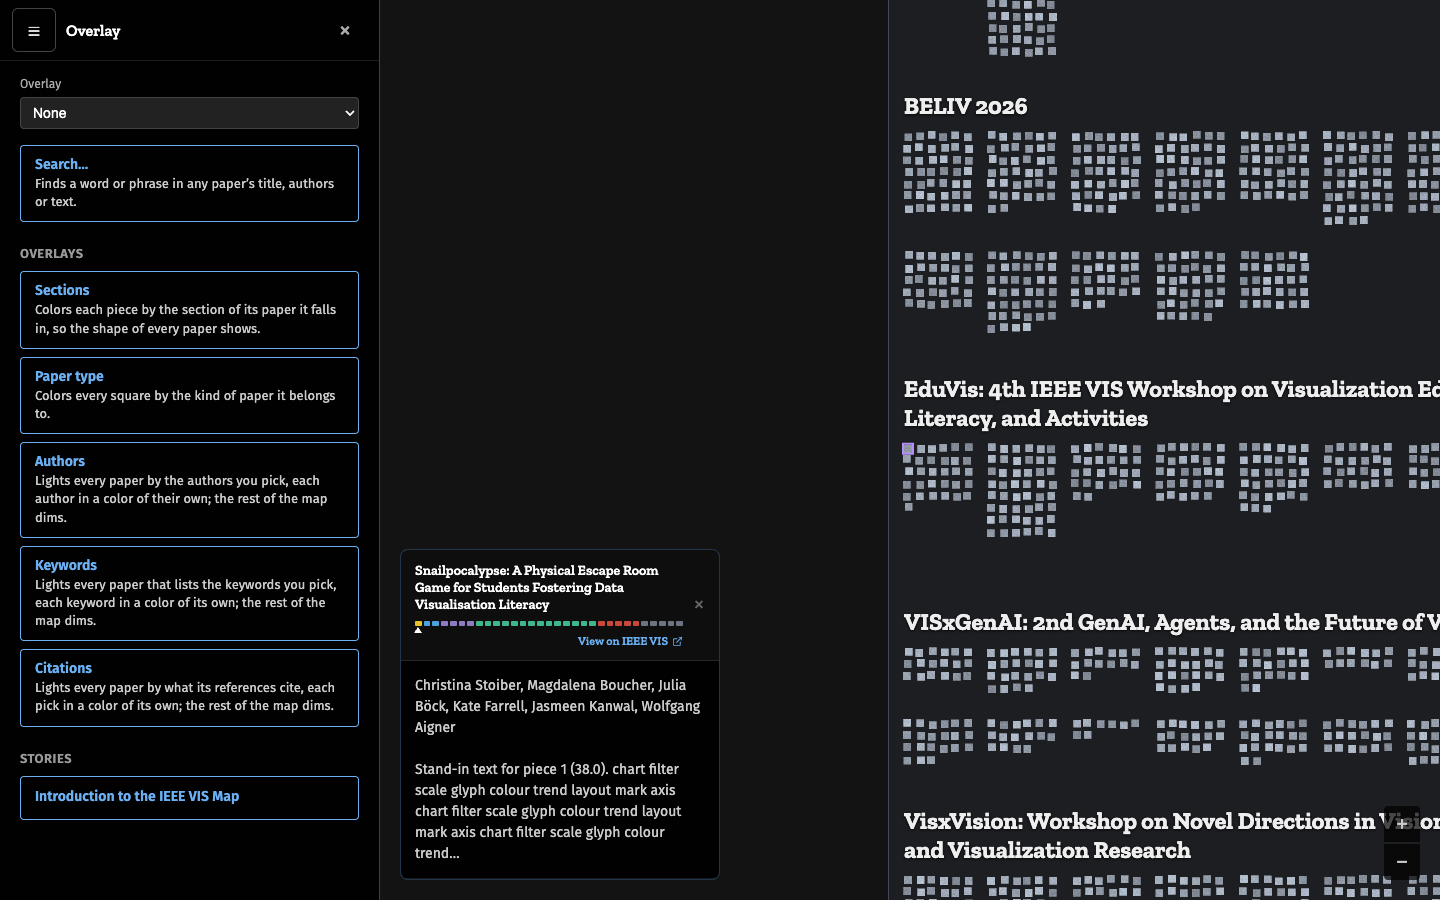 Overlay
Overlay
None
Search...
Finds a word or phrase in any paper's title, authors
or text.
OVERLAYS
Sections
Colors each piece by the section of its paper it falls
in, so the shape of every paper shows.
Paper type
Colors every square by the kind of paper it belongs
to.
Authors
Lights every paper by the authors you pick, each
author in a color of their own; the rest of the map
dims.
Keywords
Lights every paper that lists the keywords you pick,
each keyword in a color of its own; the rest of the
map dims.
Citations
Lights every paper by what its references cite, each
pick in a color of its own; the rest of the map dims.
STORIES
Introduction to the IEEE VIS Map
Snailpocalypse: A Physical Escape Room
Game for Students Fostering Data
Visualisation Literacy
View on IEEE VIS
Christina Stoiber, Magdalena Boucher, Julia
Böck, Kate Farrell, Jasmeen Kanwal, Wolfgang
Aigner
Stand-in text for piece 1 (38.0). chart filter
scale glyph colour trend layout mark axis
chart filter scale glyph colour trend layout
mark axis chart filter scale glyph colour
trend...
BELIV 2026
EduVis: 4th IEEE VIS Workshop on Visualization Ed
Literacy, and Activities
VISxGenAI: 2nd GenAI, Agents, and the Future of V
VisxVision: Workshop on Novel Directions in Vision
and Visualization Research